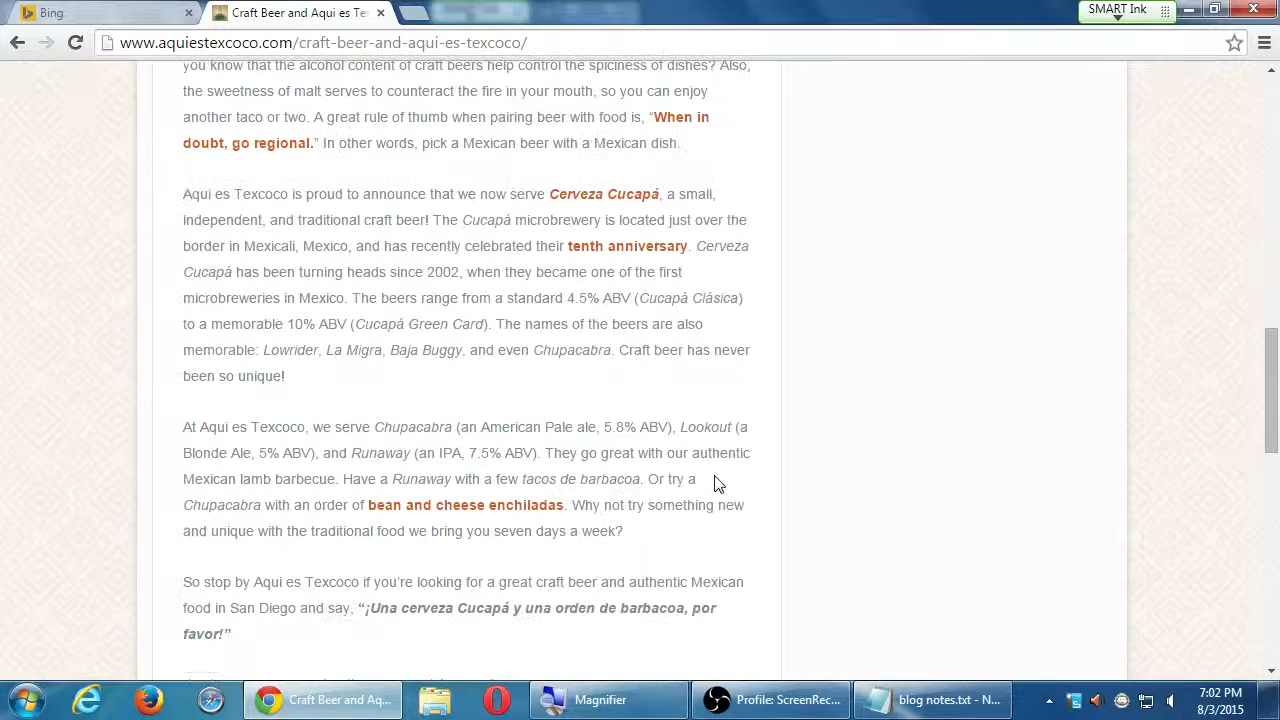 Bing
Craft Beer and Aqui es Te
SMART Ink
www.aquiestexcoco.com/craft-beer-and-aqui-es-texcoco/
you know that the alcohol content of craft beers help control the spiciness of dishes? Also,
the sweetness of malt serves to counteract the fire in your mouth, so you can enjoy
another taco or two. A great rule of thumb when pairing beer with food is, “When in
doubt, go regional.” In other words, pick a Mexican beer with a Mexican dish.
Aqui es Texcoco is proud to announce that we now serve Cerveza Cucapá, a small,
independent, and traditional craft beer! The Cucapá microbrewery is located just over the
border in Mexicali, Mexico, and has recently celebrated their tenth anniversary. Cerveza
Cucapá has been turning heads since 2002, when they became one of the first
microbreweries in Mexico. The beers range from a standard 4.5% ABV (Cucapá Clásica)
to a memorable 10% ABV (Cucapá Green Card). The names of the beers are also
memorable: Lowrider, La Migra, Baja Buggy, and even Chupacabra. Craft beer has never
been so unique!
At Aqui es Texcoco, we serve Chupacabra (an American Pale ale, 5.8% ABV), Lookout (a
Blonde Ale, 5% ABV), and Runaway (an IPA, 7.5% ABV). They go great with our authentic
Mexican lamb barbecue. Have a Runaway with a few tacos de barbacoa. Or try a
Chupacabra with an order of bean and cheese enchiladas. Why not try something new
and unique with the traditional food we bring you seven days a week?
So stop by Aqui es Texcoco if you’re looking for a great craft beer and authentic Mexican
food in San Diego and say, “¡Una cerveza Cucapá y una orden de barbacoa, por
favor!”
Craft Beer and Aq...
Magnifier
Profile: ScreenRec...
blog notes.txt - N...
7:02 PM
8/3/2015